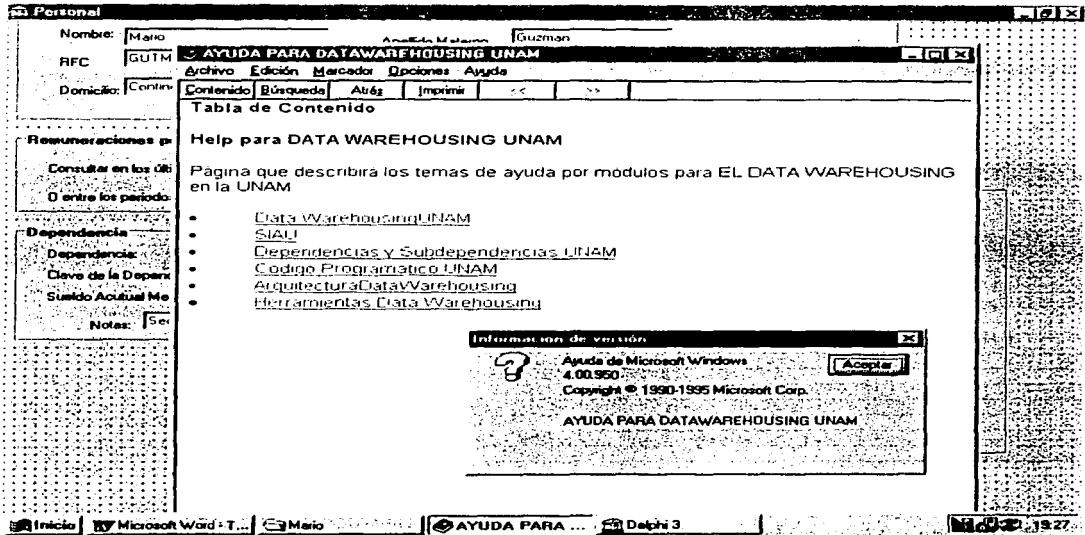 Personal
Nombre: Mario
Apellido Materno Guzman
RFC GUTM
Domicilio:
Remuneraciones
Consultar en los
O entre los
Dependencia
Dependencia:
Clave de la
Sueldo Acutual
Notas:
AYUDA PARA DATAWAREHOUSING UNAM
Archivo Edición Marcador Opciones Ayuda
Contenido Búsqueda Atrás Imprimir << >>
Tabla de Contenido
Help para DATA WAREHOUSING UNAM
Página que describirá los temas de ayuda por módulos para EL DATA WAREHOUSING
en la UNAM
• Data WarehousingUNAM
• SIAU
• Dependencias y Subdependencias UNAM
• Codigo Programatico UNAM
• ArquitecturaDataWarehousing
• Herramientas Data Warehousing
Información de versión
Ayuda de Microsoft Windows
4.00.950
Copyright © 1990-1995 Microsoft Corp.
AYUDA PARA DATAWAREHOUSING UNAM
Aceptar
Inicio Microsoft Word - T... Mario AYUDA PARA ... Delphi 3 19:27